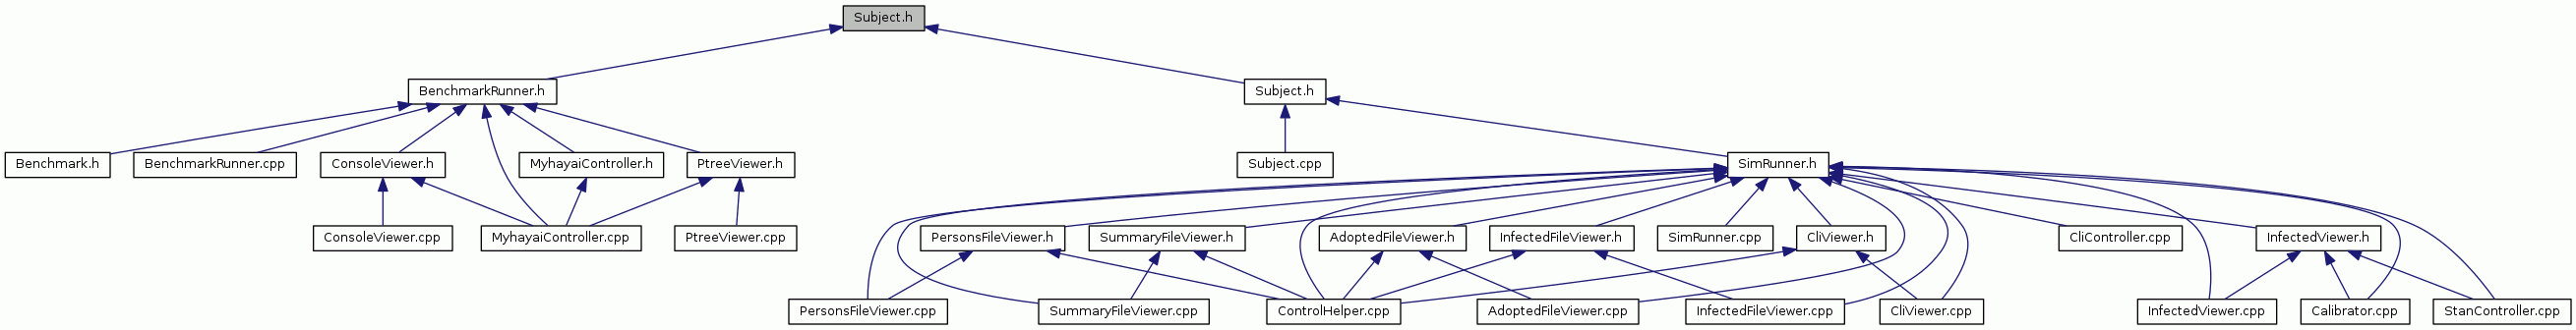 Subject.h
BenchmarkRunner.h
Subject.h
Benchmark.h
BenchmarkRunner.cpp
ConsoleViewer.h
MyhayaiController.h
PtreeViewer.h
Subject.cpp
SimRunner.h
ConsoleViewer.cpp
MyhayaiController.cpp
PtreeViewer.cpp
PersonsFileViewer.h
SummaryFileViewer.h
AdoptedFileViewer.h
InfectedFileViewer.h
SimRunner.cpp
CliViewer.h
CliController.cpp
InfectedViewer.h
PersonsFileViewer.cpp
SummaryFileViewer.cpp
ControlHelper.cpp
AdoptedFileViewer.cpp
InfectedFileViewer.cpp
CliViewer.cpp
InfectedViewer.cpp
Calibrator.cpp
StanController.cpp